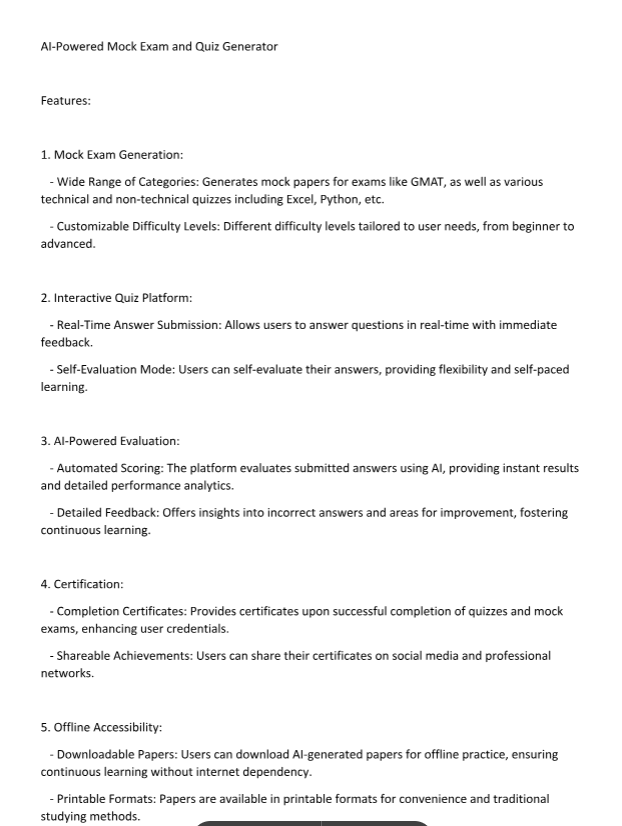 AI-Powered Mock Exam and Quiz Generator
Features:
1. Mock Exam Generation:
- Wide Range of Categories: Generates mock papers for exams like GMAT, as well as various
technical and non-technical quizzes including Excel, Python, etc.
- Customizable Difficulty Levels: Different difficulty levels tailored to user needs, from beginner to
advanced.
2. Interactive Quiz Platform:
- Real-Time Answer Submission: Allows users to answer questions in real-time with immediate
feedback.
- Self-Evaluation Mode: Users can self-evaluate their answers, providing flexibility and self-paced
learning.
3. AI-Powered Evaluation:
- Automated Scoring: The platform evaluates submitted answers using AI, providing instant results
and detailed performance analytics.
- Detailed Feedback: Offers insights into incorrect answers and areas for improvement, fostering
continuous learning.
4. Certification:
- Completion Certificates: Provides certificates upon successful completion of quizzes and mock
exams, enhancing user credentials.
- Shareable Achievements: Users can share their certificates on social media and professional
networks.
5. Offline Accessibility:
- Downloadable Papers: Users can download AI-generated papers for offline practice, ensuring
continuous learning without internet dependency.
- Printable Formats: Papers are available in printable formats for convenience and traditional
studying methods.